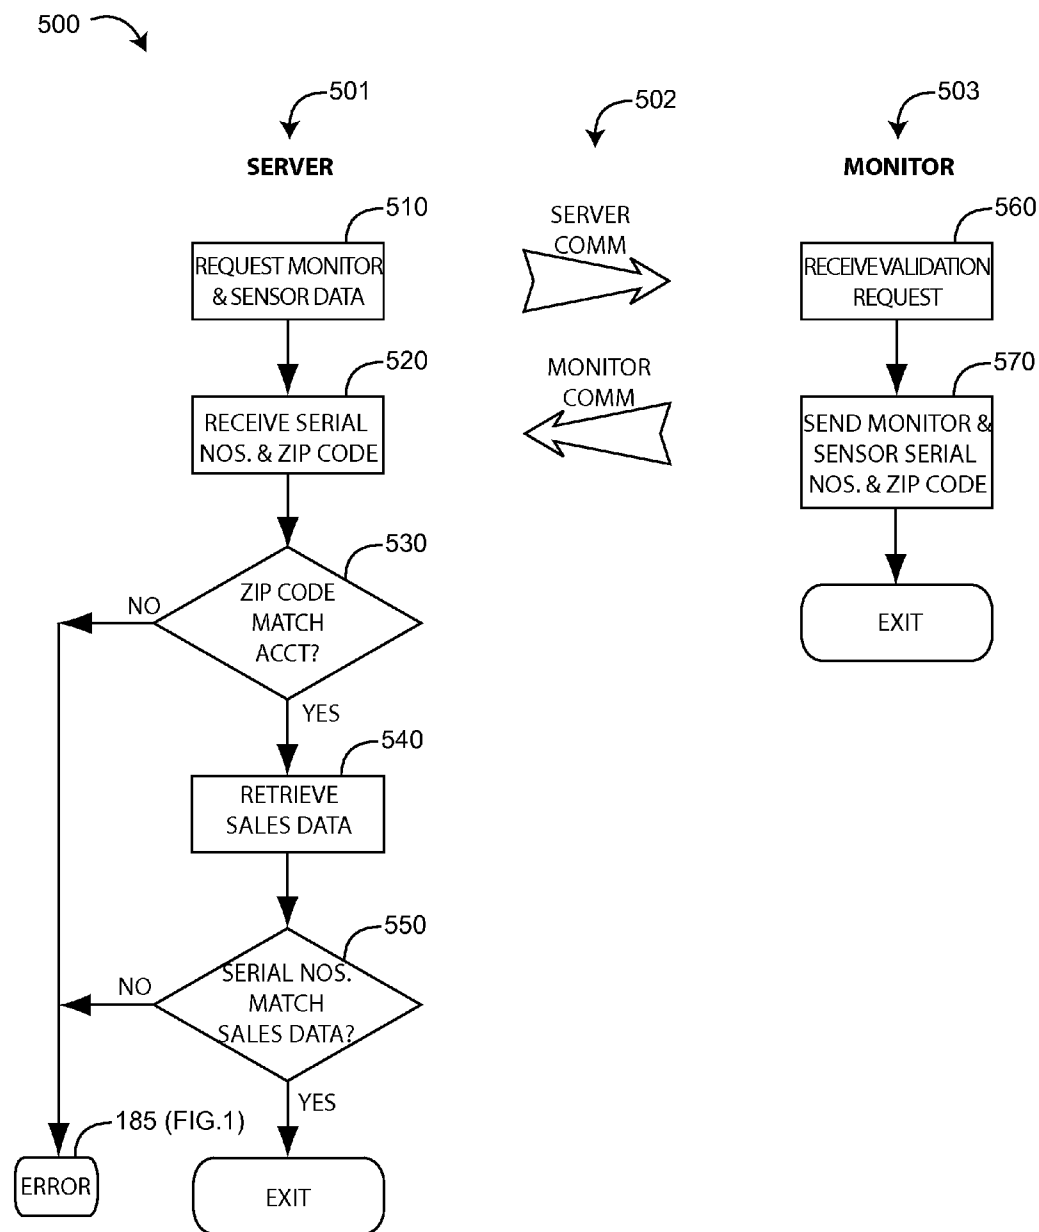 500
501
502
503
SERVER
MONITOR
510
SERVER
COMM
560
REQUEST MONITOR
& SENSOR DATA
RECEIVE VALIDATION
REQUEST
520
MONITOR
COMM
570
RECEIVE SERIAL
NOS. & ZIP CODE
SEND MONITOR &
SENSOR SERIAL
NOS. & ZIP CODE
530
NO
ZIP CODE
MATCH
ACCT?
EXIT
YES
540
RETRIEVE
SALES DATA
550
NO
SERIAL NOS.
MATCH
SALES DATA?
YES
185 (FIG.1)
ERROR
EXIT